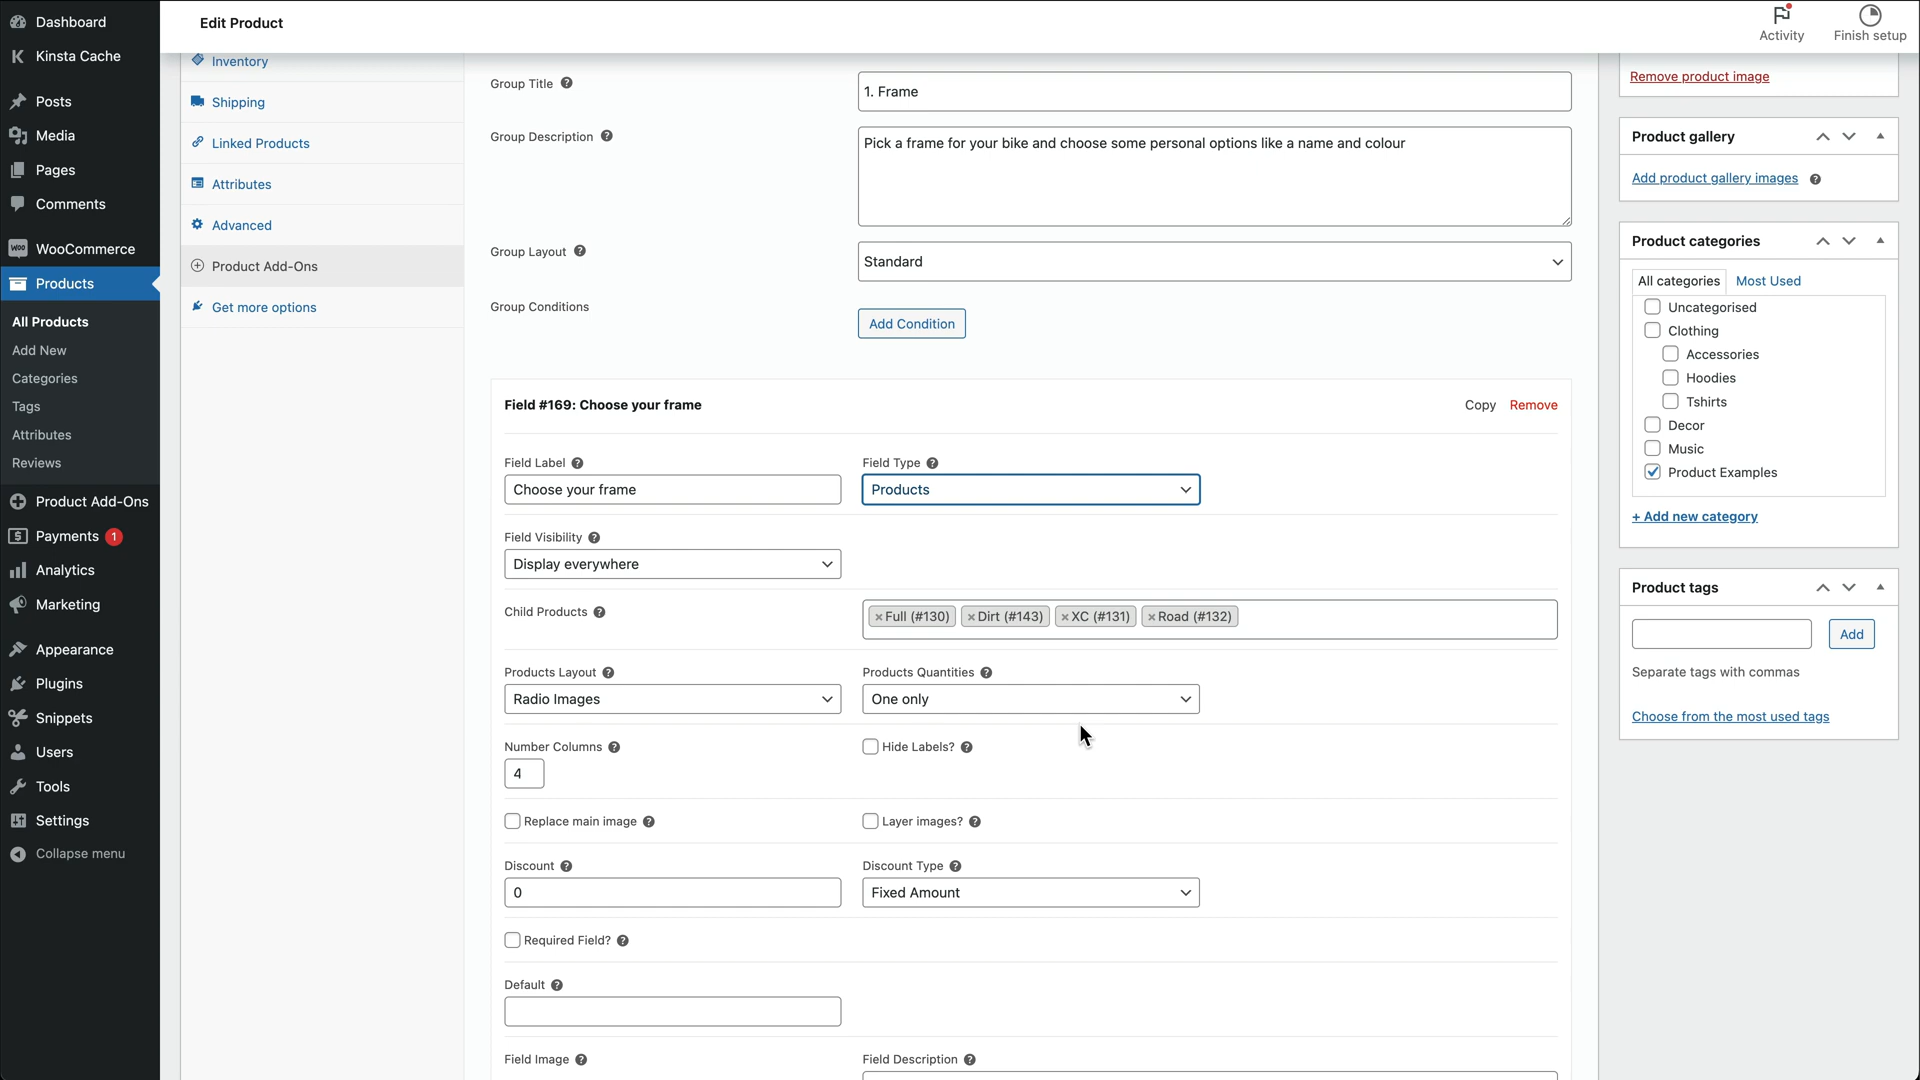 Dashboard
Kinsta Cache
Posts
Media
Pages
Comments
WooCommerce
Products
All Products
Add New
Categories
Tags
Attributes
Reviews
Product Add-Ons
Payments 1
Analytics
Marketing
Appearance
Plugins
Snippets
Users
Tools
Settings
Collapse menu
Edit Product
Activity
Finish setup
Inventory
Shipping
Linked Products
Attributes
Advanced
Product Add-Ons
Get more options
Group Title
1. Frame
Group Description
Pick a frame for your bike and choose some personal options like a name and colour
Group Layout
Standard
Group Conditions
Add Condition
Field #169: Choose your frame
Copy Remove
Field Label
Choose your frame
Field Type
Products
Field Visibility
Display everywhere
Child Products
×Full (#130) ×Dirt (#143) ×XC (#131) ×Road (#132)
Products Layout
Radio Images
Products Quantities
One only
Number Columns
4
Hide Labels?
Replace main image
Layer images?
Discount
0
Discount Type
Fixed Amount
Required Field?
Default
Field Image
Field Description
Remove product image
Product gallery
Add product gallery images
Product categories
All categories Most Used
Uncategorised
Clothing
Accessories
Hoodies
Tshirts
Decor
Music
Product Examples
+ Add new category
Product tags
Add
Separate tags with commas
Choose from the most used tags